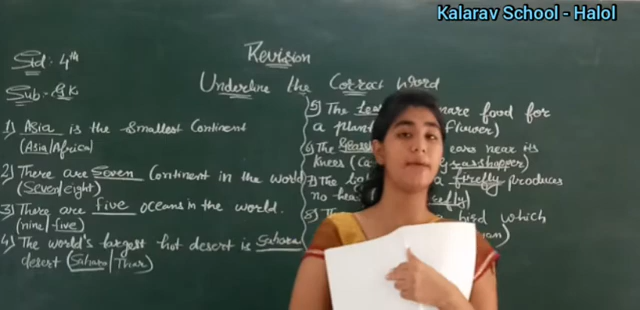 Kalarav School - Halol
Std : 4th
Revision
Sub:- G.K.
Underline the Correct Word
1) Asia is the Smallest Continent
(Asia/Africa)
2) There are Seven Continent in the world
(Seven/eight)
3) There are five oceans in the world.
(nine/five)
4) The world's largest hot desert is Sahara
desert (Sahara/Thar)
5) The food for
a flower)
6) The ears near its
knees grasshopper)
7) The a firefly produces
no
8) bird which